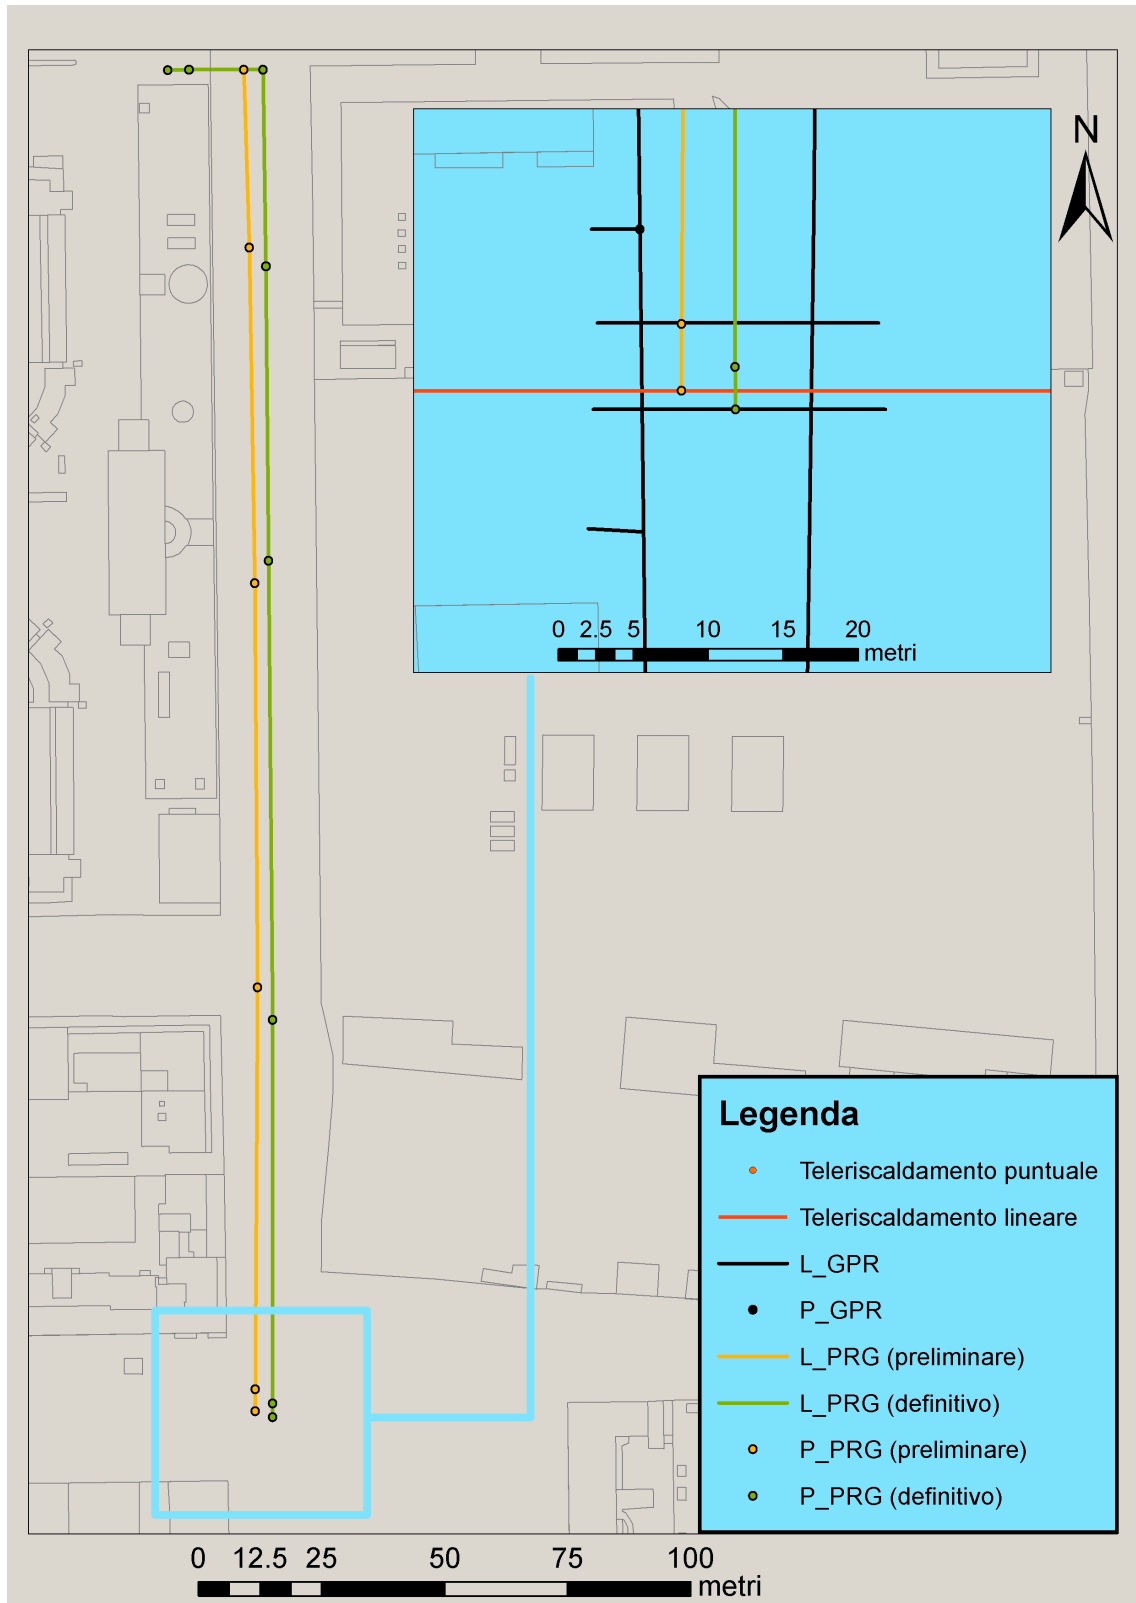 N
0 2.5 5 10 15 20
metri
Legenda
Teleriscaldamento puntuale
Teleriscaldamento lineare
L_GPR
P_GPR
L_PRG (preliminare)
L_PRG (definitivo)
P_PRG (preliminare)
P_PRG (definitivo)
0 12.5 25 50 75 100
metri